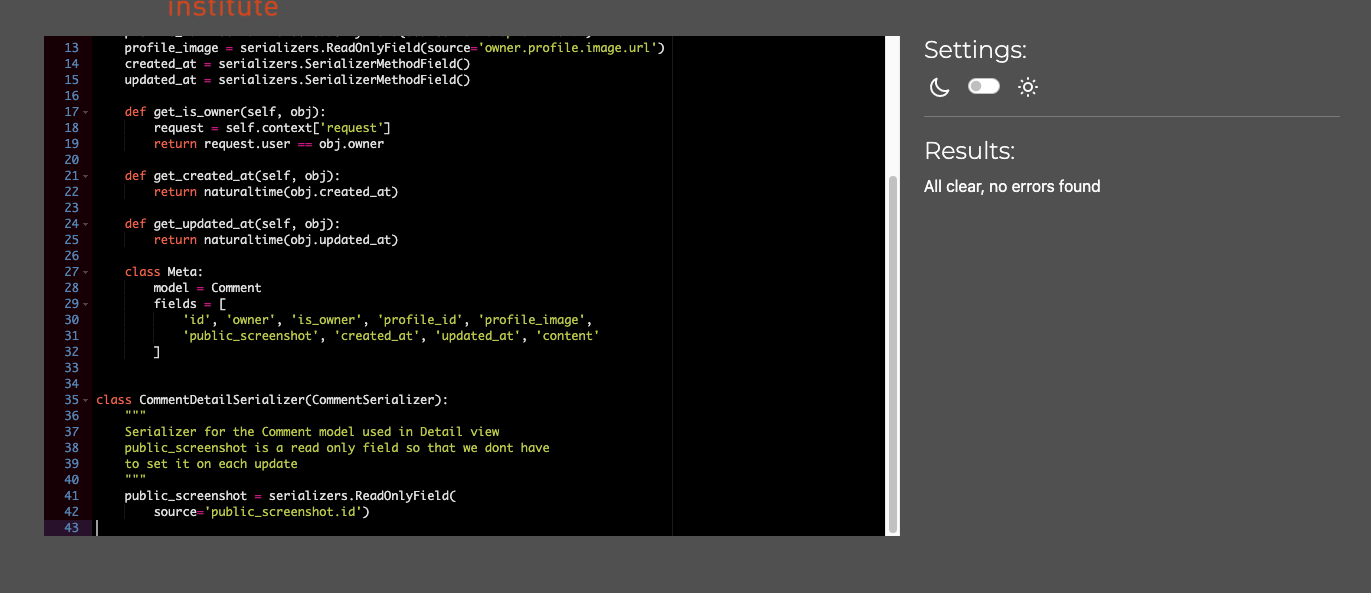 institute
13 profile_image = serializers.ReadOnlyField(source='owner.profile.image.url')
14 created_at = serializers.SerializerMethodField()
15 updated_at = serializers.SerializerMethodField()
16
17 def get_is_owner(self, obj):
18 request = self.context['request']
19 return request.user == obj.owner
20
21 def get_created_at(self, obj):
22 return naturaltime(obj.created_at)
23
24 def get_updated_at(self, obj):
25 return naturaltime(obj.updated_at)
26
27 class Meta:
28 model = Comment
29 fields = [
30 'id', 'owner', 'is_owner', 'profile_id', 'profile_image',
31 'public_screenshot', 'created_at', 'updated_at', 'content'
32 ]
33
34
35 class CommentDetailSerializer(CommentSerializer):
36 """
37 Serializer for the Comment model used in Detail view
38 public_screenshot is a read only field so that we dont have
39 to set it on each update
40 """
41 public_screenshot = serializers.ReadOnlyField(
42 source='public_screenshot.id')
43
Settings:
Results:
All clear, no errors found